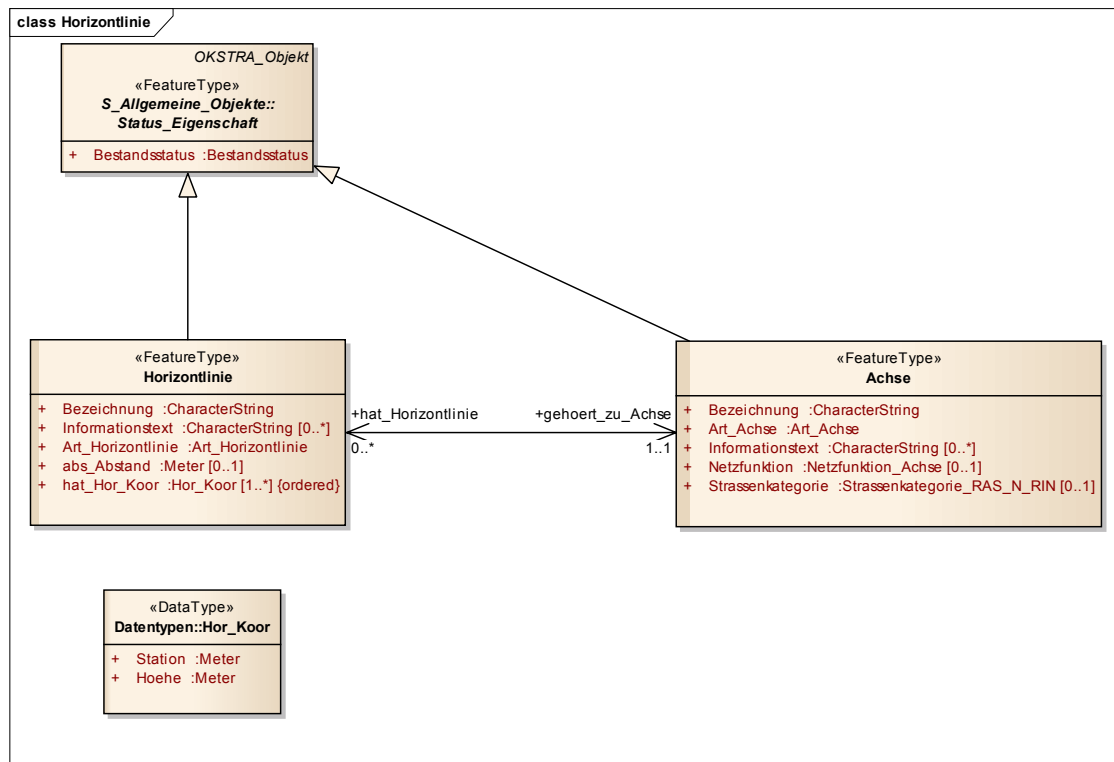 class Horizontlinie
OKSTRA_Objekt
«FeatureType»
S_Allgemeine_Objekte::
Status_Eigenschaft
+ Bestandsstatus :Bestandsstatus
«FeatureType»
Horizontlinie
+ Bezeichnung :CharacterString
+ Informationstext :CharacterString [0..*]
+ Art_Horizontlinie :Art_Horizontlinie
+ abs_Abstand :Meter [0..1]
+ hat_Hor_Koor :Hor_Koor [1..*] {ordered}
+hat_Horizontlinie
0..*
+gehoert_zu_Achse
1..1
«FeatureType»
Achse
+ Bezeichnung :CharacterString
+ Art_Achse :Art_Achse
+ Informationstext :CharacterString [0..*]
+ Netzfunktion :Netzfunktion_Achse [0..1]
+ Strassenkategorie :Strassenkategorie_RAS_N_RIN [0..1]
«DataType»
Datentypen::Hor_Koor
+ Station :Meter
+ Hoehe :Meter